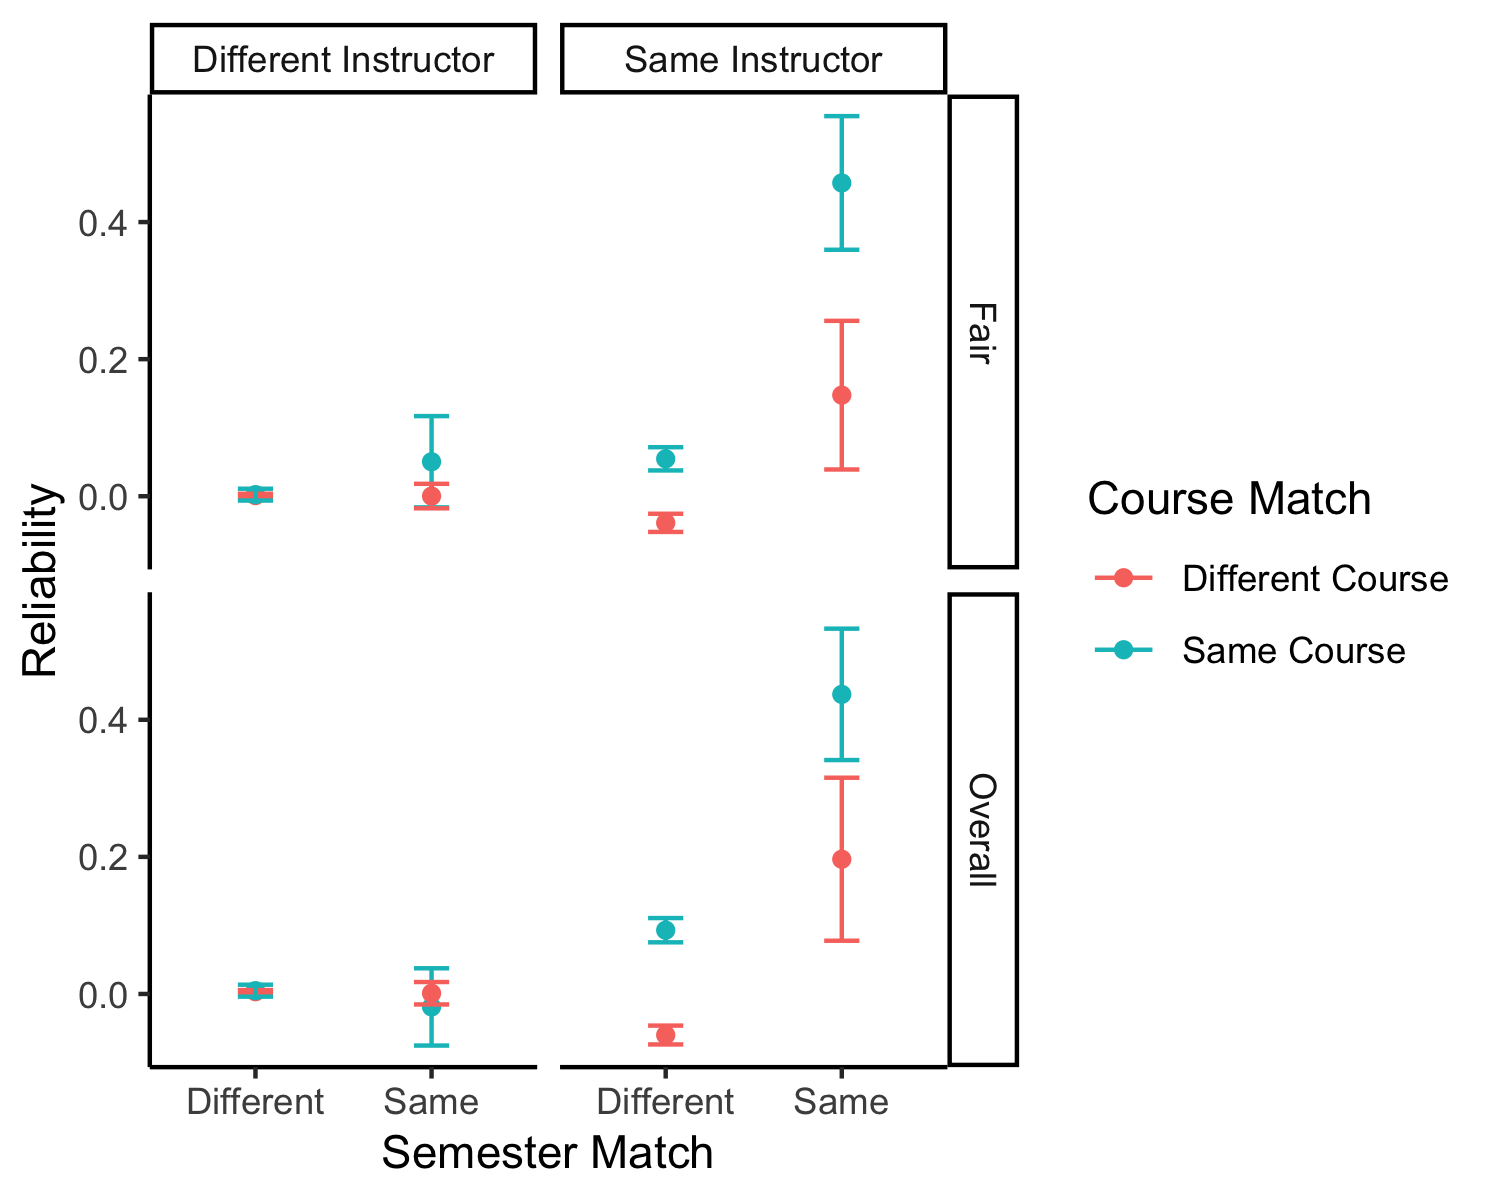 Different Instructor
Same Instructor
Fair
0.4
0.2
0.0
Reliability
Overall
0.4
0.2
0.0
Different
Same
Different
Same
Semester Match
Course Match
Different Course
Same Course